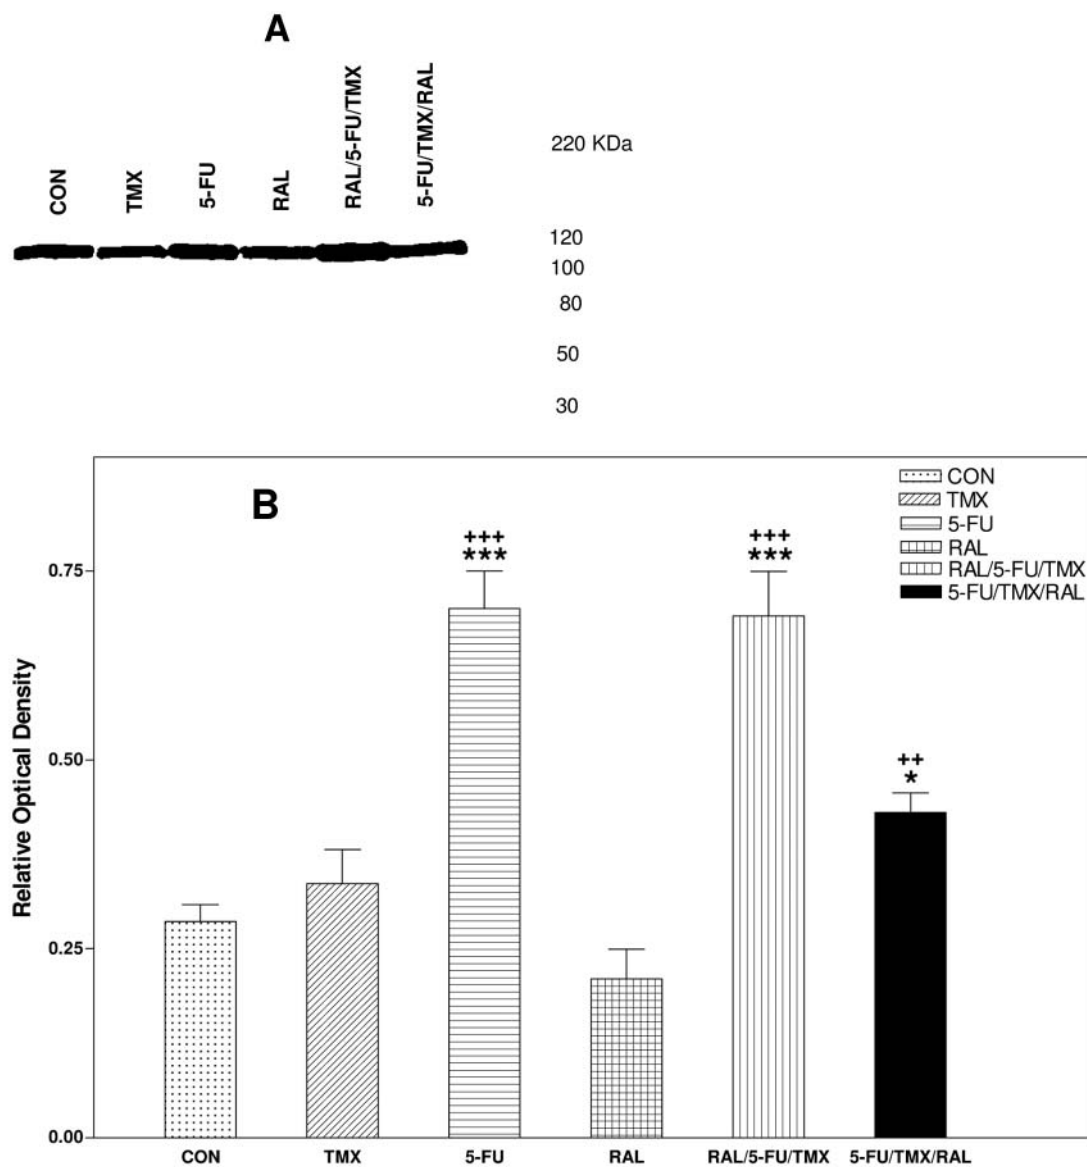 A
CON
TMX
5-FU
RAL
RAL/5-FU/TMX
5-FU/TMX/RAL
220 KDa
120
100
80
50
30
B
CON
TMX
5-FU
RAL
RAL/5-FU/TMX
5-FU/TMX/RAL
+++
***
+++
***
++
*
0.75
0.50
0.25
0.00
Relative Optical Density
CON TMX 5-FU RAL RAL/5-FU/TMX 5-FU/TMX/RAL